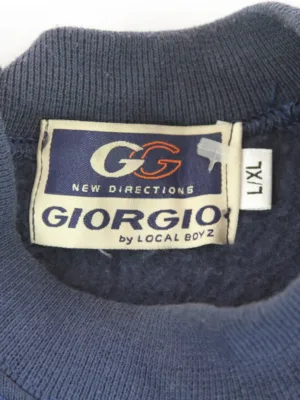 GG
NEW DIRECTIONS
GIORGIO
by LOCAL BOYZ
L/XL